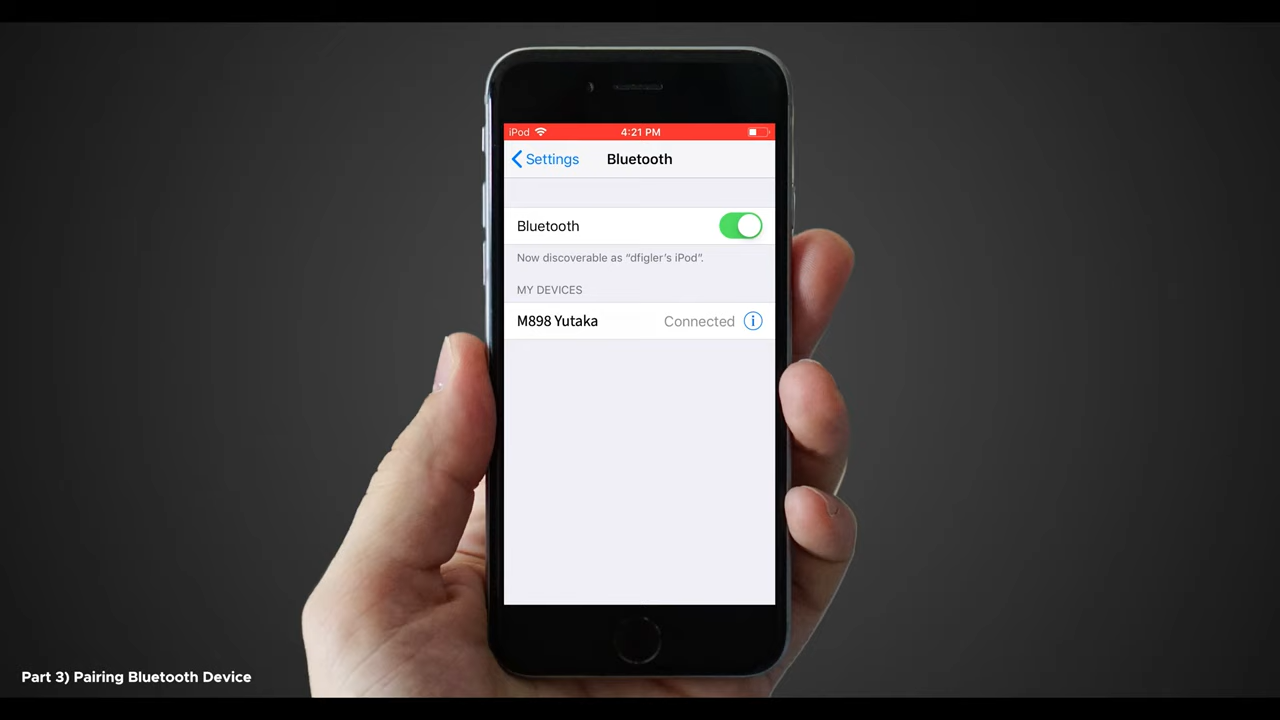 iPod 4:21 PM
Settings Bluetooth
Bluetooth
Now discoverable as “dfigler’s iPod”.
MY DEVICES
M898 Yutaka Connected
Part 3) Pairing Bluetooth Device